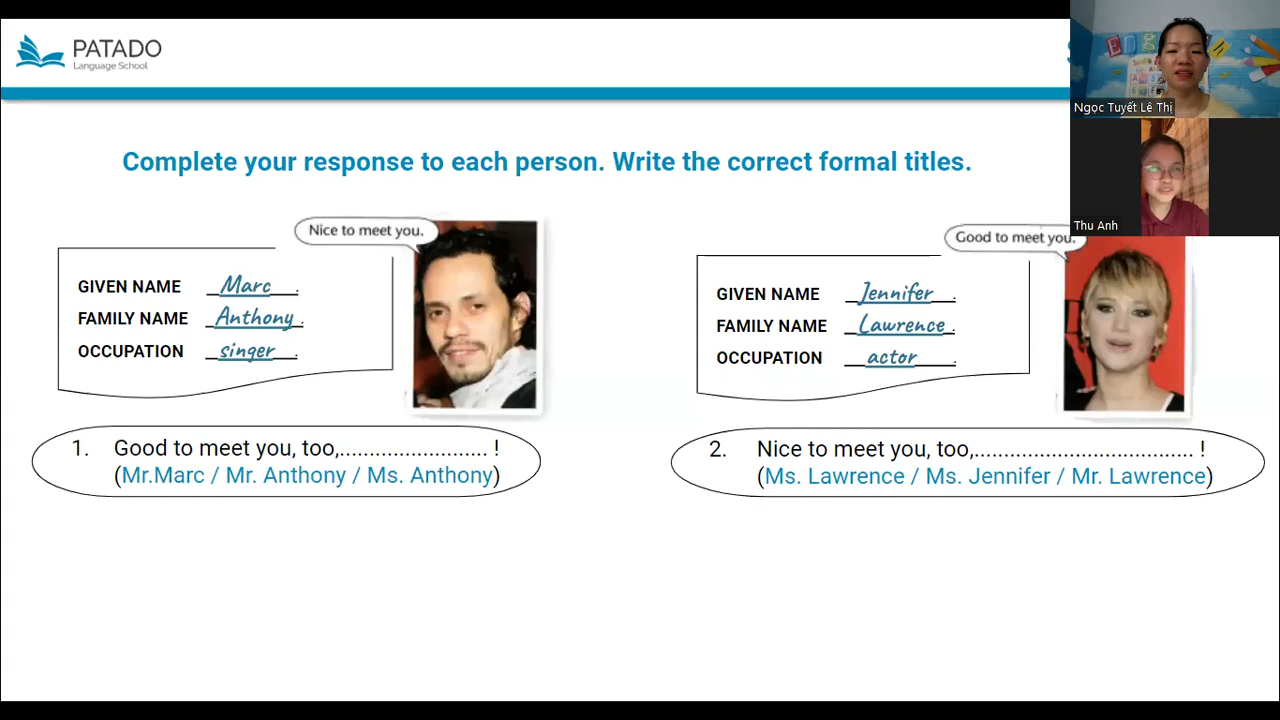 PATADO
Language School
Ngọc Tuyết Lê Thị
Thu Anh
Complete your response to each person. Write the correct formal titles.
Nice to meet you.
GIVEN NAME Marc.
FAMILY NAME Anthony.
OCCUPATION singer.
1. Good to meet you, too,......................... !
(Mr.Marc / Mr. Anthony / Ms. Anthony)
Good to meet you.
GIVEN NAME Jennifer.
FAMILY NAME Lawrence.
OCCUPATION actor.
2. Nice to meet you, too,..................................... !
(Ms. Lawrence / Ms. Jennifer / Mr. Lawrence)